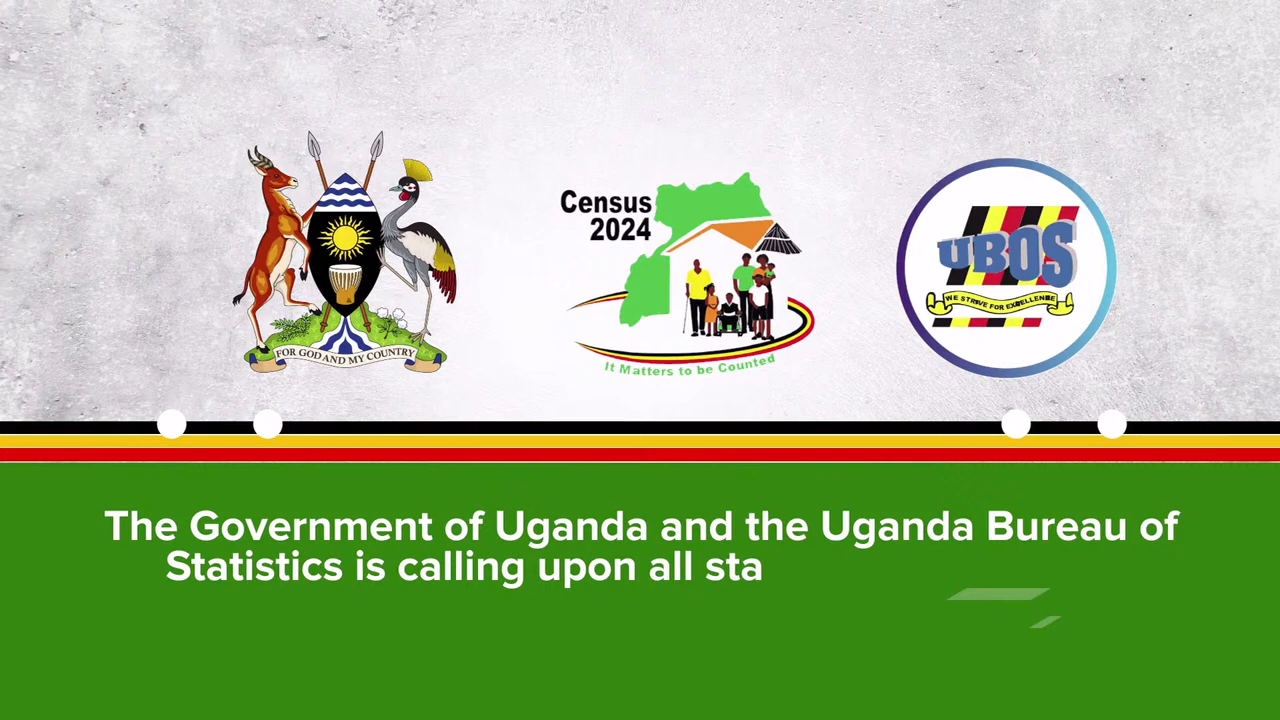 Census
2024
UBOS
WE STRIVE FOR EXCELLENCE
FOR GOD AND MY COUNTRY
It Matters to be Counted
The Government of Uganda and the Uganda Bureau of
Statistics is calling upon all sta